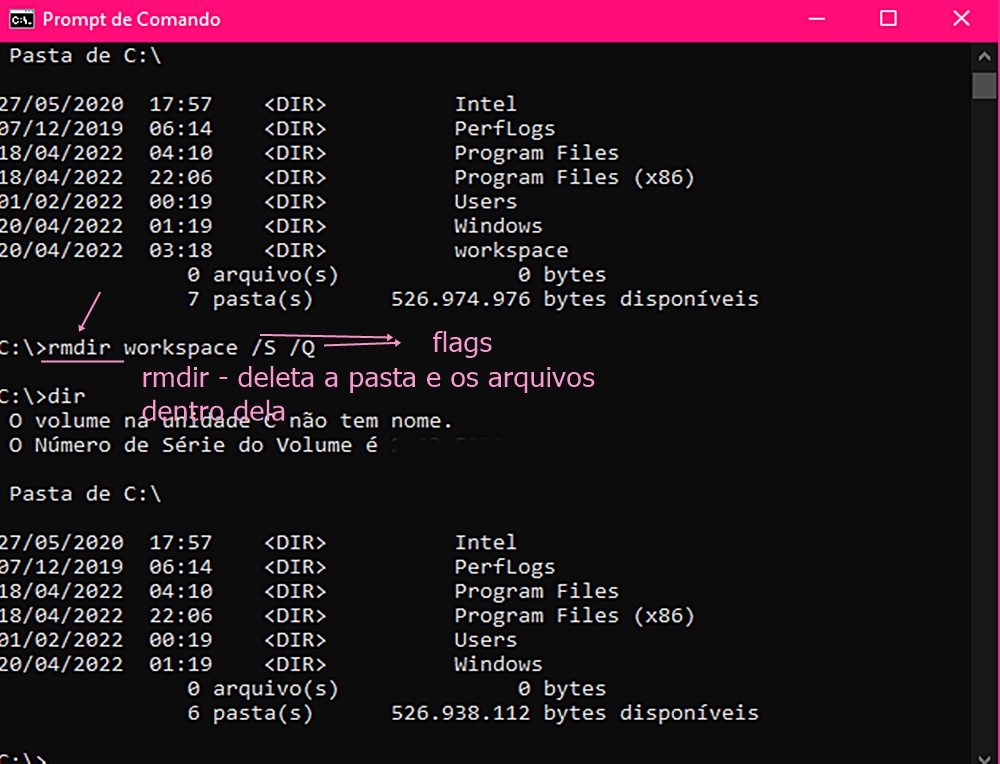 Prompt de Comando
Pasta de C:\
27/05/2020 17:57 <DIR> Intel
07/12/2019 06:14 <DIR> PerfLogs
18/04/2022 04:10 <DIR> Program Files
18/04/2022 22:06 <DIR> Program Files (x86)
01/02/2022 00:19 <DIR> Users
20/04/2022 01:19 <DIR> Windows
20/04/2022 03:18 <DIR> workspace
0 arquivo(s) 0 bytes
7 pasta(s) 526.974.976 bytes disponíveis
C:\>rmdir workspace /S /Q
flags
rmdir - deleta a pasta e os arquivos
dentro dela
C:\>dir
O volume na unidade C não tem nome.
O Número de Série do Volume é
Pasta de C:\
27/05/2020 17:57 <DIR> Intel
07/12/2019 06:14 <DIR> PerfLogs
18/04/2022 04:10 <DIR> Program Files
18/04/2022 22:06 <DIR> Program Files (x86)
01/02/2022 00:19 <DIR> Users
20/04/2022 01:19 <DIR> Windows
0 arquivo(s) 0 bytes
6 pasta(s) 526.938.112 bytes disponíveis
C:\>